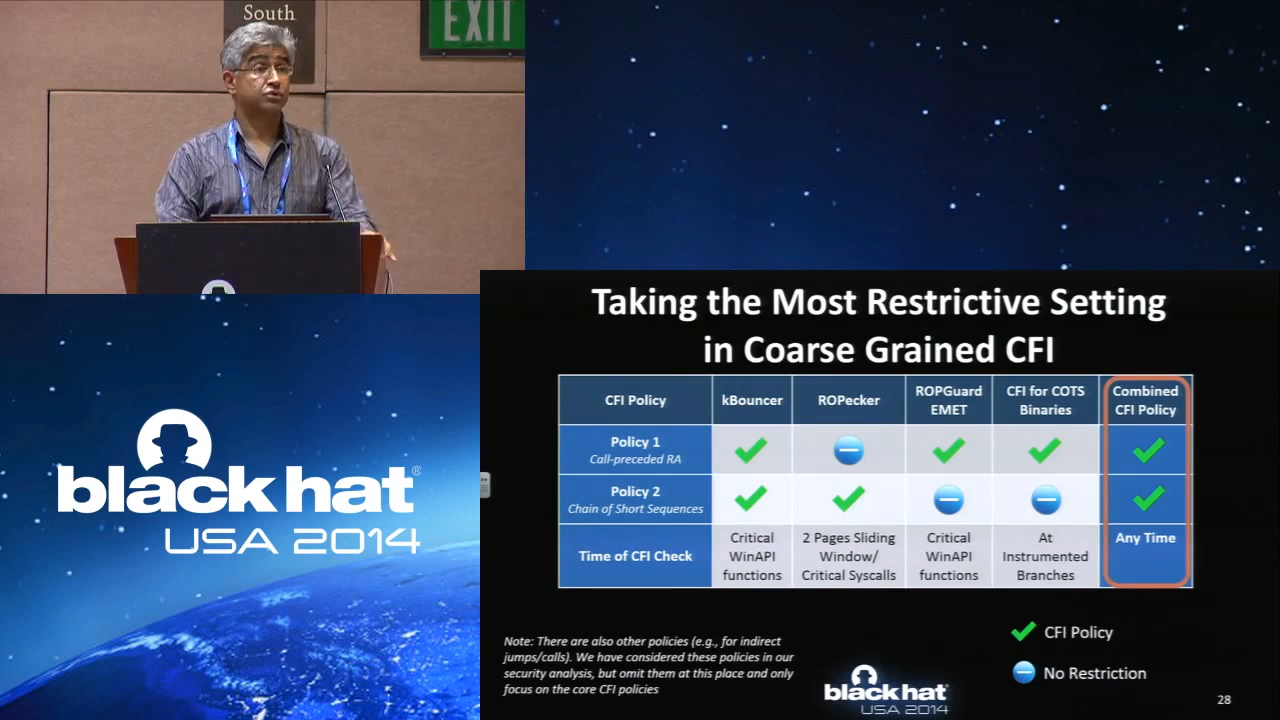 South
EXIT
Taking the Most Restrictive Setting
in Coarse Grained CFI
CFI Policy
kBouncer
ROPecker
ROPGuard
EMET
CFI for COTS
Binaries
Combined
CFI Policy
Policy 1
Call-preceded RA
Policy 2
Chain of Short Sequences
Time of CFI Check
Critical
WinAPI
functions
2 Pages Sliding
Window/
Critical Syscalls
Critical
WinAPI
functions
At
Instrumented
Branches
Any Time
CFI Policy
No Restriction
Note: There are also other policies (e.g., for indirect
jumps/calls). We have considered these policies in our
security analysis, but omit them at this place and only
focus on the core CFI policies
black hat
USA 2014
28
black hat®
USA 2014